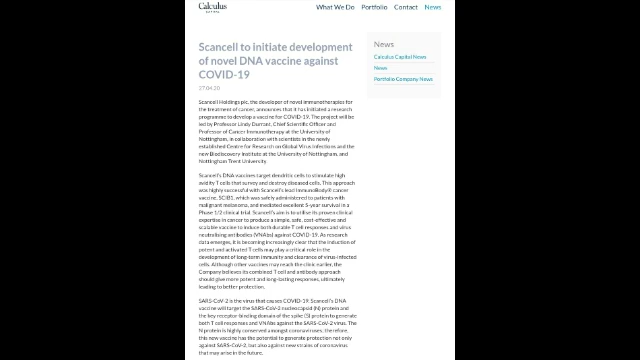 Calculus
CAPITAL
What We Do Portfolio Contact News
Scancell to initiate development
of novel DNA vaccine against
COVID-19
27.04.20
News
Calculus Capital News
News
Portfolio Company News
Scancell Holdings plc, the developer of novel immunotherapies for
the treatment of cancer, announces that it has initiated a research
programme to develop a vaccine for COVID-19. The project will be
led by Professor Lindy Durrant, Chief Scientific Officer and
Professor of Cancer Immunotherapy at the University of
Nottingham, in collaboration with scientists in the newly
established Centre for Research on Global Virus Infections and the
new Biodiscovery Institute at the University of Nottingham, and
Nottingham Trent University.
Scancell's DNA vaccines target dendritic cells to stimulate high
avidity T cells that survey and destroy diseased cells. This approach
was highly successful with Scancell's lead ImmunoBody® cancer
vaccine, SCIB1, which was safely administered to patients with
malignant melanoma, and mediated excellent 5-year survival in a
Phase 1/2 clinical trial. Scancell's aim is to utilise its proven clinical
expertise in cancer to produce a simple, safe, cost-effective and
scalable vaccine to induce both durable T cell responses and virus
neutralising antibodies (VNAbs) against COVID-19. As research
data emerges, it is becoming increasingly clear that the induction of
potent and activated T cells may play a critical role in the
development of long-term immunity and clearance of virus-infected
cells. Although other vaccines may reach the clinic earlier, the
Company believes its combined T cell and antibody approach
should give more potent and long-lasting responses, ultimately
leading to better protection.
SARS-CoV-2 is the virus that causes COVID-19. Scancell's DNA
vaccine will target the SARS-CoV-2 nucleocapsid (N) protein and
the key receptor binding domain of the spike (S) protein to generate
both T cell responses and VNAbs against the SARS-CoV-2 virus. The
N protein is highly conserved amongst coronaviruses, therefore,
this new vaccine has the potential to generate protection not only
against SARS-CoV-2, but also against new strains of coronavirus
that may arise in the future.